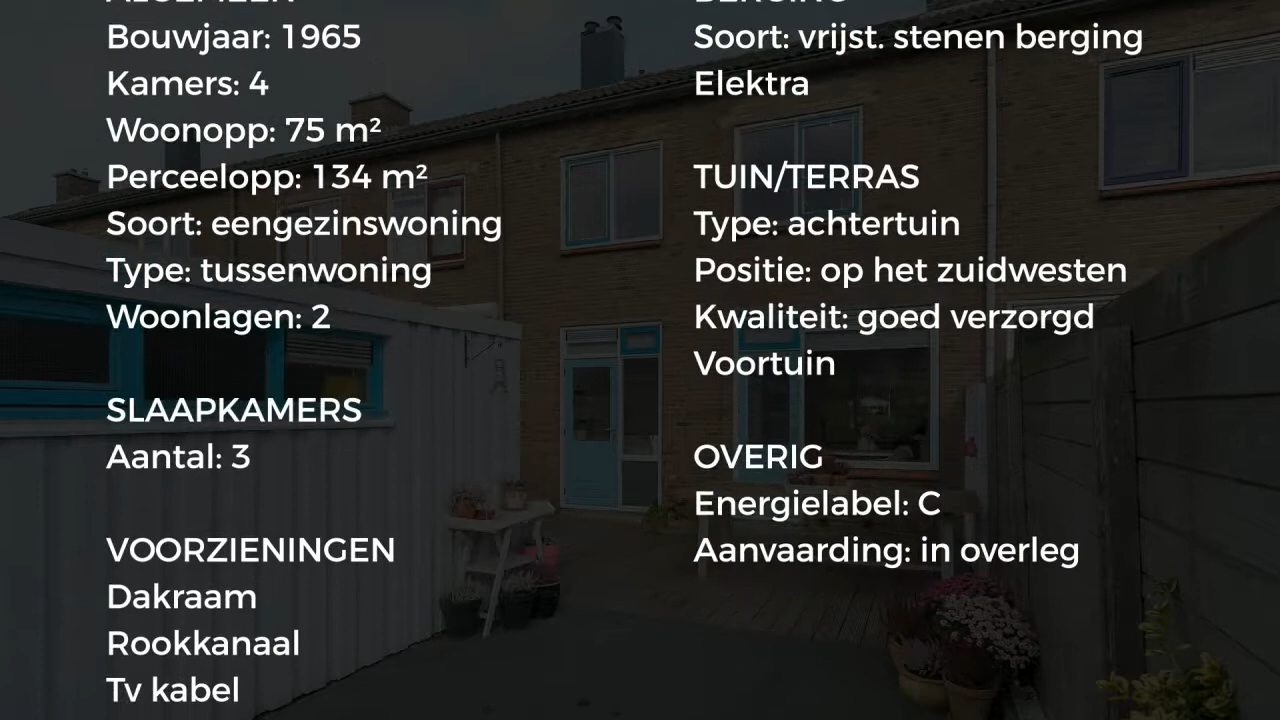 Bouwjaar: 1965
Kamers: 4
Woonopp: 75 m²
Perceelopp: 134 m²
Soort: eengezinswoning
Type: tussenwoning
Woonlagen: 2
SLAAPKAMERS
Aantal: 3
VOORZIENINGEN
Dakraam
Rookkanaal
Tv kabel
Soort: vrijst. stenen berging
Elektra
TUIN/TERRAS
Type: achtertuin
Positie: op het zuidwesten
Kwaliteit: goed verzorgd
Voortuin
OVERIG
Energielabel: C
Aanvaarding: in overleg